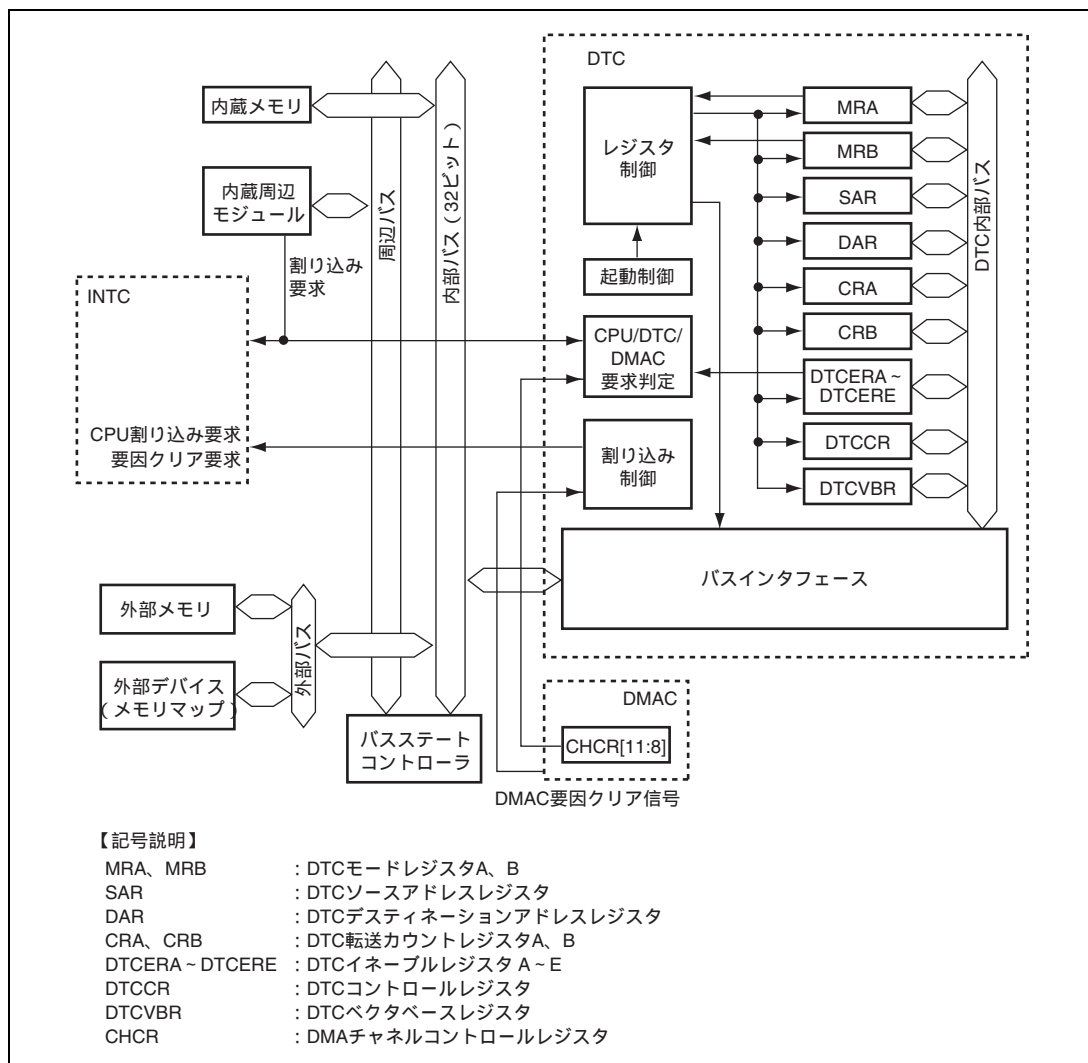 DTC
内蔵メモリ
内蔵周辺
モジュール
割り込み
要求
周辺バス
内部バス（32ビット）
レジスタ
制御
起動制御
MRA
MRB
SAR
DAR
CRA
CRB
DTCERA～
DTCERE
DTCCR
DTCVBR
DTC内部バス
INTC
CPU/DTC/
DMAC
要求判定
CPU割り込み要求
要因クリア要求
割り込み
制御
バスインタフェース
外部メモリ
外部デバイス
（メモリマップ）
外部バス
バスステート
コントローラ
DMAC
CHCR[11:8]
DMAC要因クリア信号
【記号説明】
MRA、MRB ：DTCモードレジスタA、B
SAR ：DTCソースアドレスレジスタ
DAR ：DTCデスティネーションアドレスレジスタ
CRA、CRB ：DTC転送カウントレジスタA、B
DTCERA～DTCERE ：DTCイネーブルレジスタ A～E
DTCCR ：DTCコントロールレジスタ
DTCVBR ：DTCベクタベースレジスタ
CHCR ：DMAチャネルコントロールレジスタ